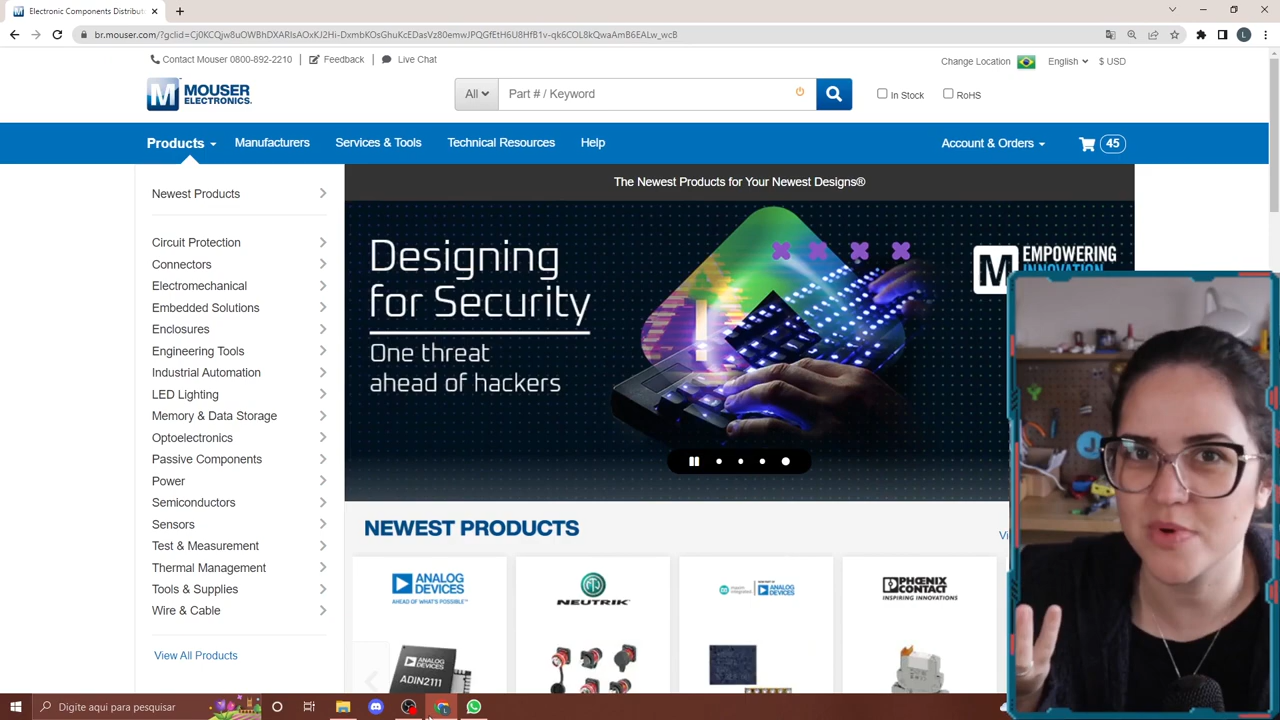 Electronic Components Distribut
br.mouser.com/?gclid=Cj0KCQjw8uOWBhDXARIsAOxKJ2Hi-DxmbKOsGhuKcEDasVz80emwJPQGfEtH6U8HfB1v-qk6COL8kQwaAmB6EALw_wcB
L
Contact Mouser 0800-892-2210 | Feedback | Live Chat
Change Location English $ USD
M MOUSER ELECTRONICS
All Part # / Keyword
In Stock RoHS
Products Manufacturers Services & Tools Technical Resources Help
Account & Orders 45
Newest Products
Circuit Protection
Connectors
Electromechanical
Embedded Solutions
Enclosures
Engineering Tools
Industrial Automation
LED Lighting
Memory & Data Storage
Optoelectronics
Passive Components
Power
Semiconductors
Sensors
Test & Measurement
Thermal Management
Tools & Supplies
Wire & Cable
View All Products
The Newest Products for Your Newest Designs®
Designing
for Security
One threat
ahead of hackers
M EMPOWERING
INNOVATION
NEWEST PRODUCTS
Vi
ANALOG
DEVICES
AHEAD OF WHAT'S POSSIBLE™
NEUTRIK
ANALOG
DEVICES
PHŒNIX
CONTACT
INSPIRING INNOVATIONS
ANALOG
DEVICES
ADIN2111
Digite aqui para pesquisar